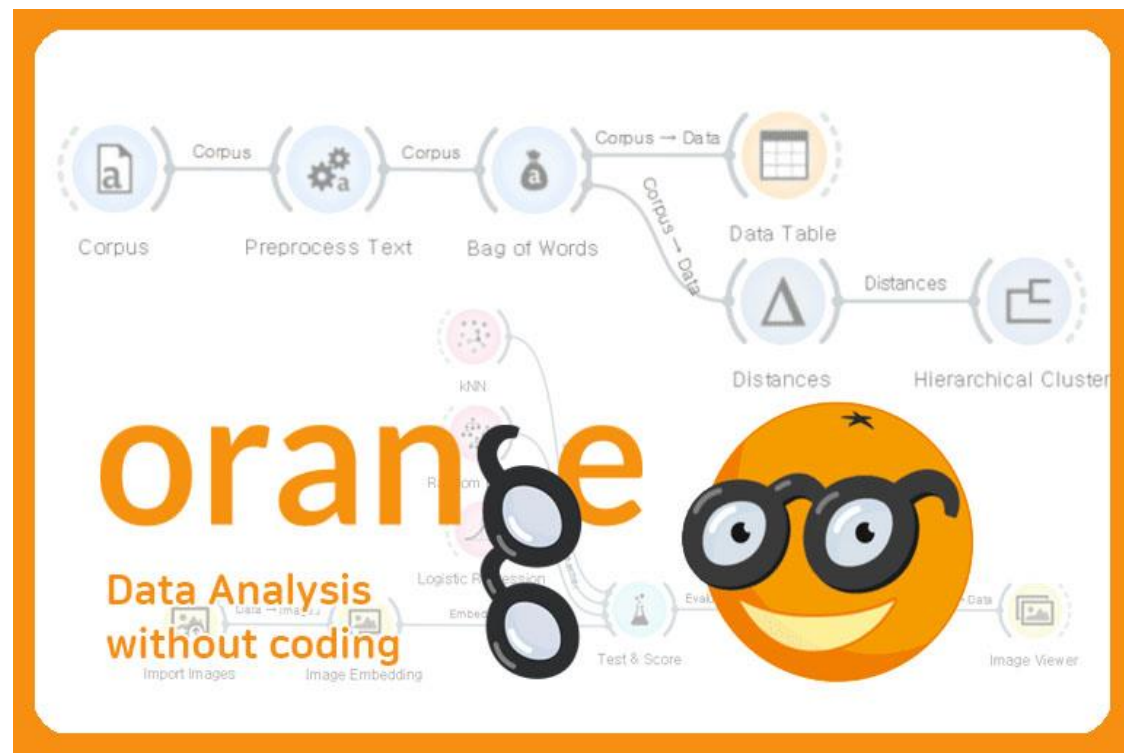 Corpus
Corpus
Corpus → Data
Corpus → Data
Corpus
Preprocess Text
Bag of Words
Data Table
Distances
Distances
Hierarchical Cluster
kNN
orange
Logistic Regression
Data Analysis
without coding
Test & Score
Import Images
Image Embedding
Image Viewer